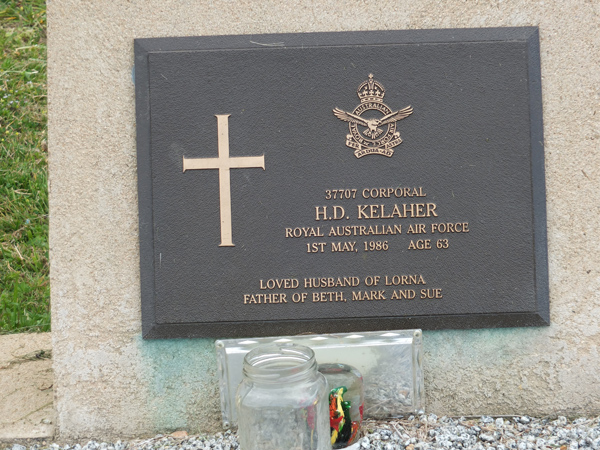 37707 CORPORAL
H.D. KELAHER
ROYAL AUSTRALIAN AIR FORCE
1ST MAY, 1986 AGE 63
LOVED HUSBAND OF LORNA
FATHER OF BETH, MARK AND SUE